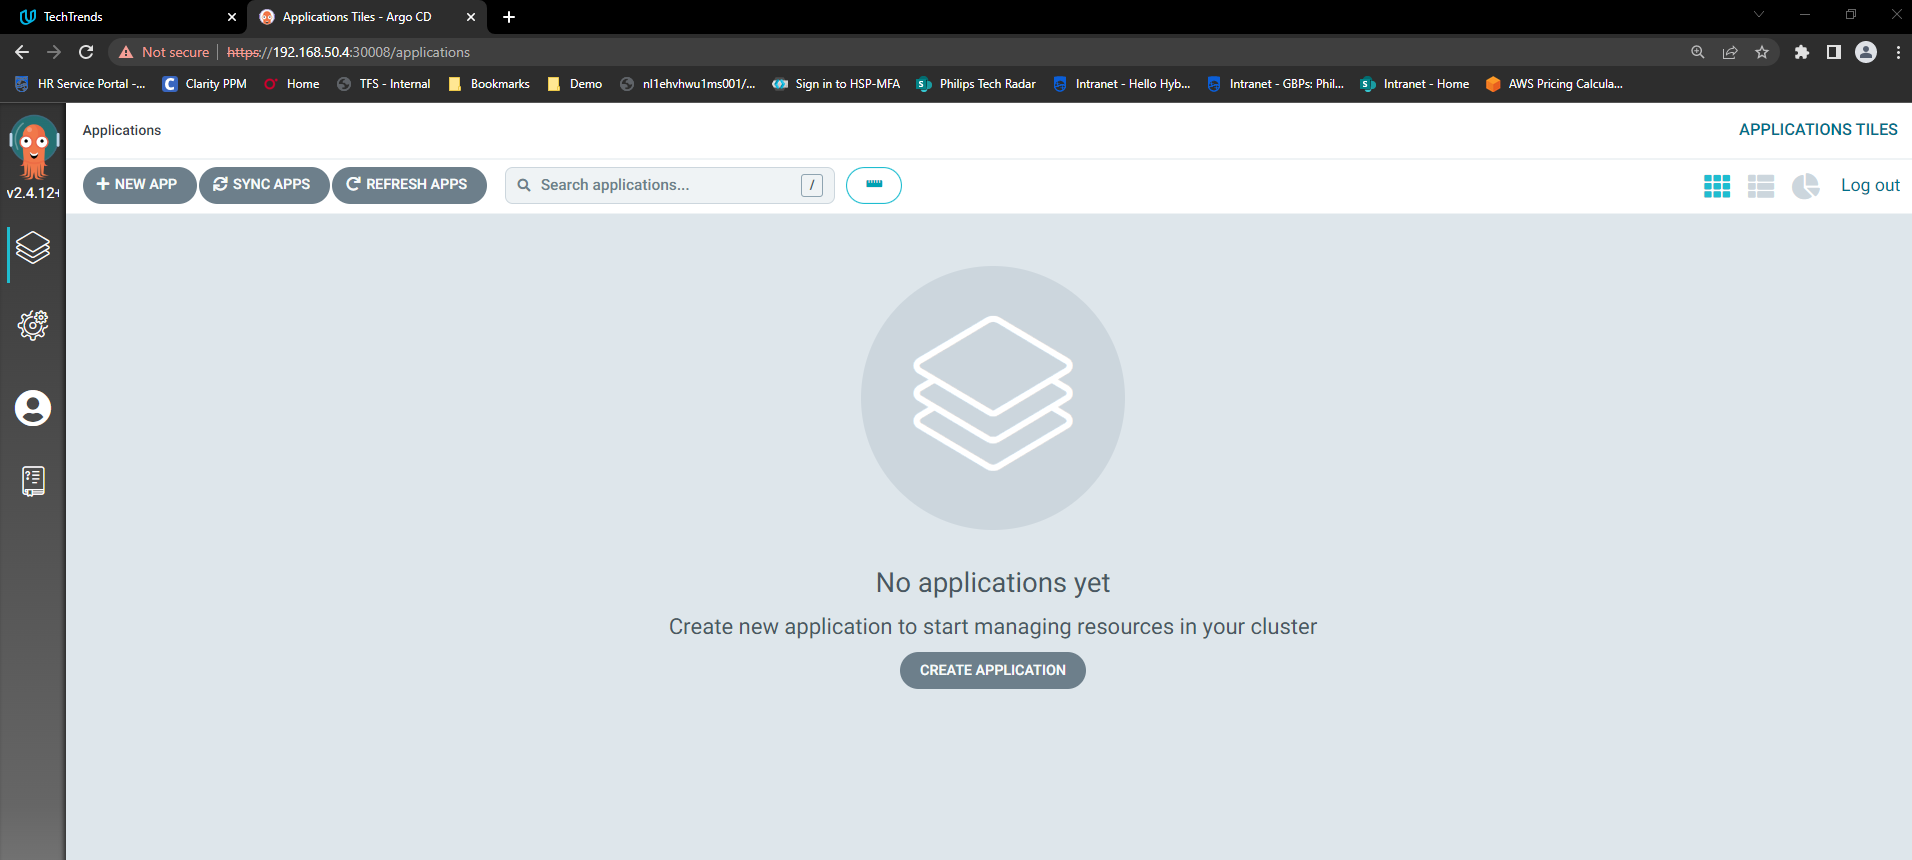 TechTrends
Applications Tiles - Argo CD
Not secure https://192.168.50.4:30008/applications
HR Service Portal -...
Clarity PPM
Home
TFS - Internal
Bookmarks
Demo
nl1ehvhwu1ms001/...
Sign in to HSP-MFA
Philips Tech Radar
Intranet - Hello Hyb...
Intranet - GBPs: Phil...
Intranet - Home
AWS Pricing Calcula...
v2.4.12+
Applications
APPLICATIONS TILES
NEW APP
SYNC APPS
REFRESH APPS
Search applications...
/
Log out
No applications yet
Create new application to start managing resources in your cluster
CREATE APPLICATION